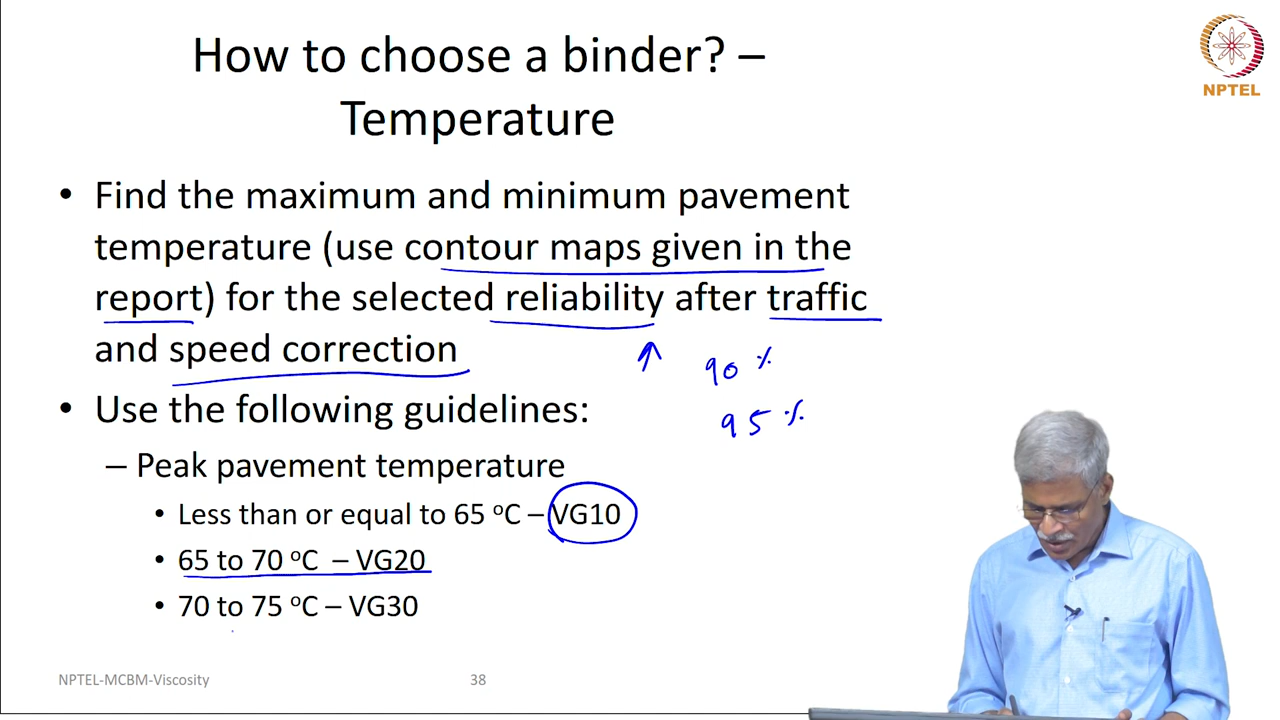 How to choose a binder? –
Temperature
NPTEL
• Find the maximum and minimum pavement
temperature (use contour maps given in the
report) for the selected reliability after traffic
and speed correction
90 %
95 %
• Use the following guidelines:
– Peak pavement temperature
• Less than or equal to 65 ºC – VG10
• 65 to 70 ºC – VG20
• 70 to 75 ºC – VG30
NPTEL-MCBM-Viscosity
38